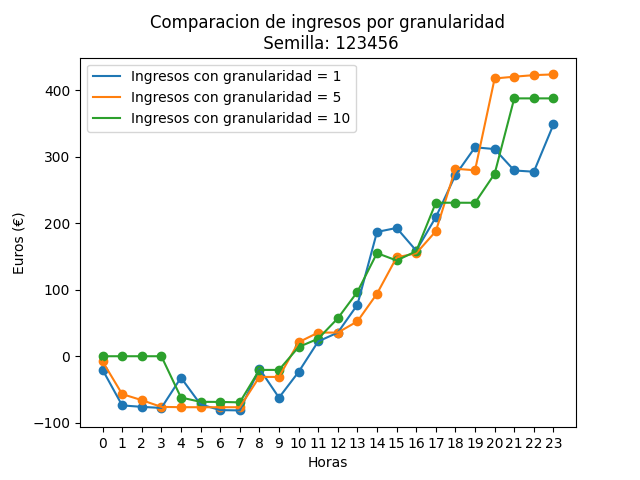 Comparacion de ingresos por granularidad
Semilla: 123456
Ingresos con granularidad = 1
Ingresos con granularidad = 5
Ingresos con granularidad = 10
400
300
200
100
0
−100
Euros (€)
0 1 2 3 4 5 6 7 8 9 10 11 12 13 14 15 16 17 18 19 20 21 22 23
Horas